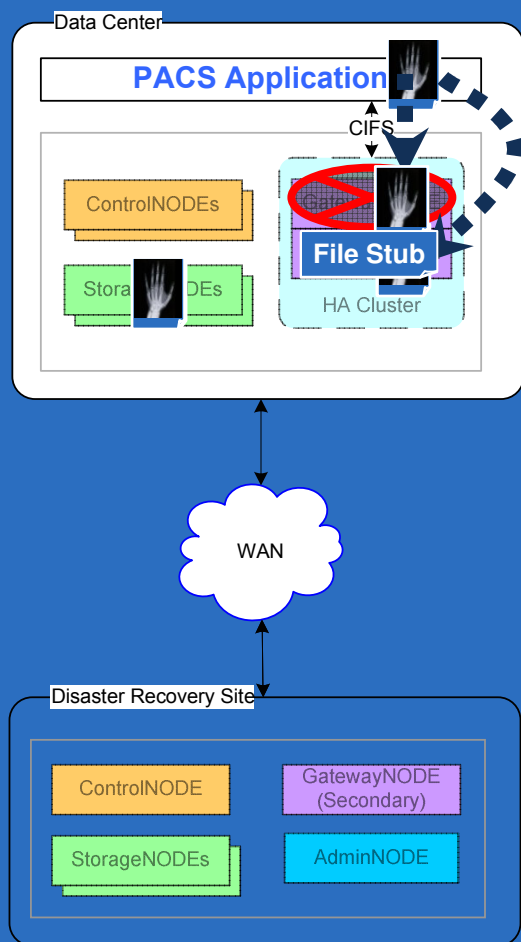 Data Center
PACS Application
CIFS
ControlNODEs
File Stub
HA Cluster
WAN
Disaster Recovery Site
ControlNODE
GatewayNODE
(Secondary)
StorageNODEs
AdminNODE